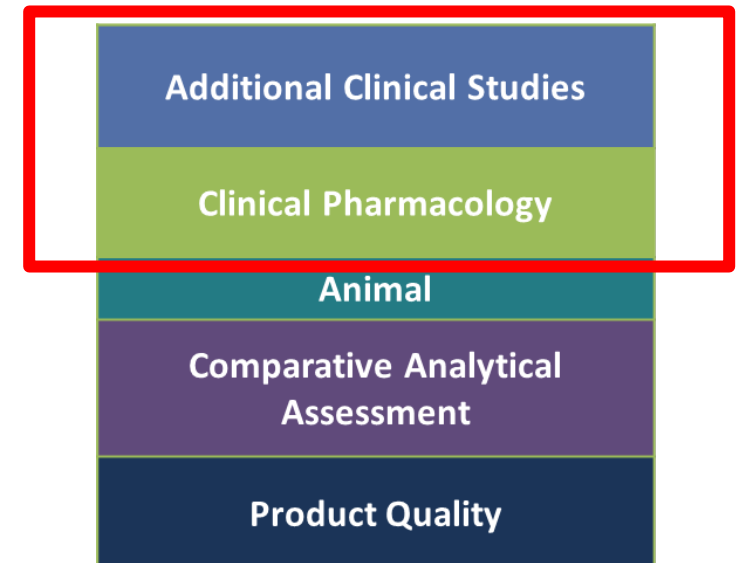 Additional Clinical Studies
Clinical Pharmacology
Animal
Comparative Analytical
Assessment
Product Quality